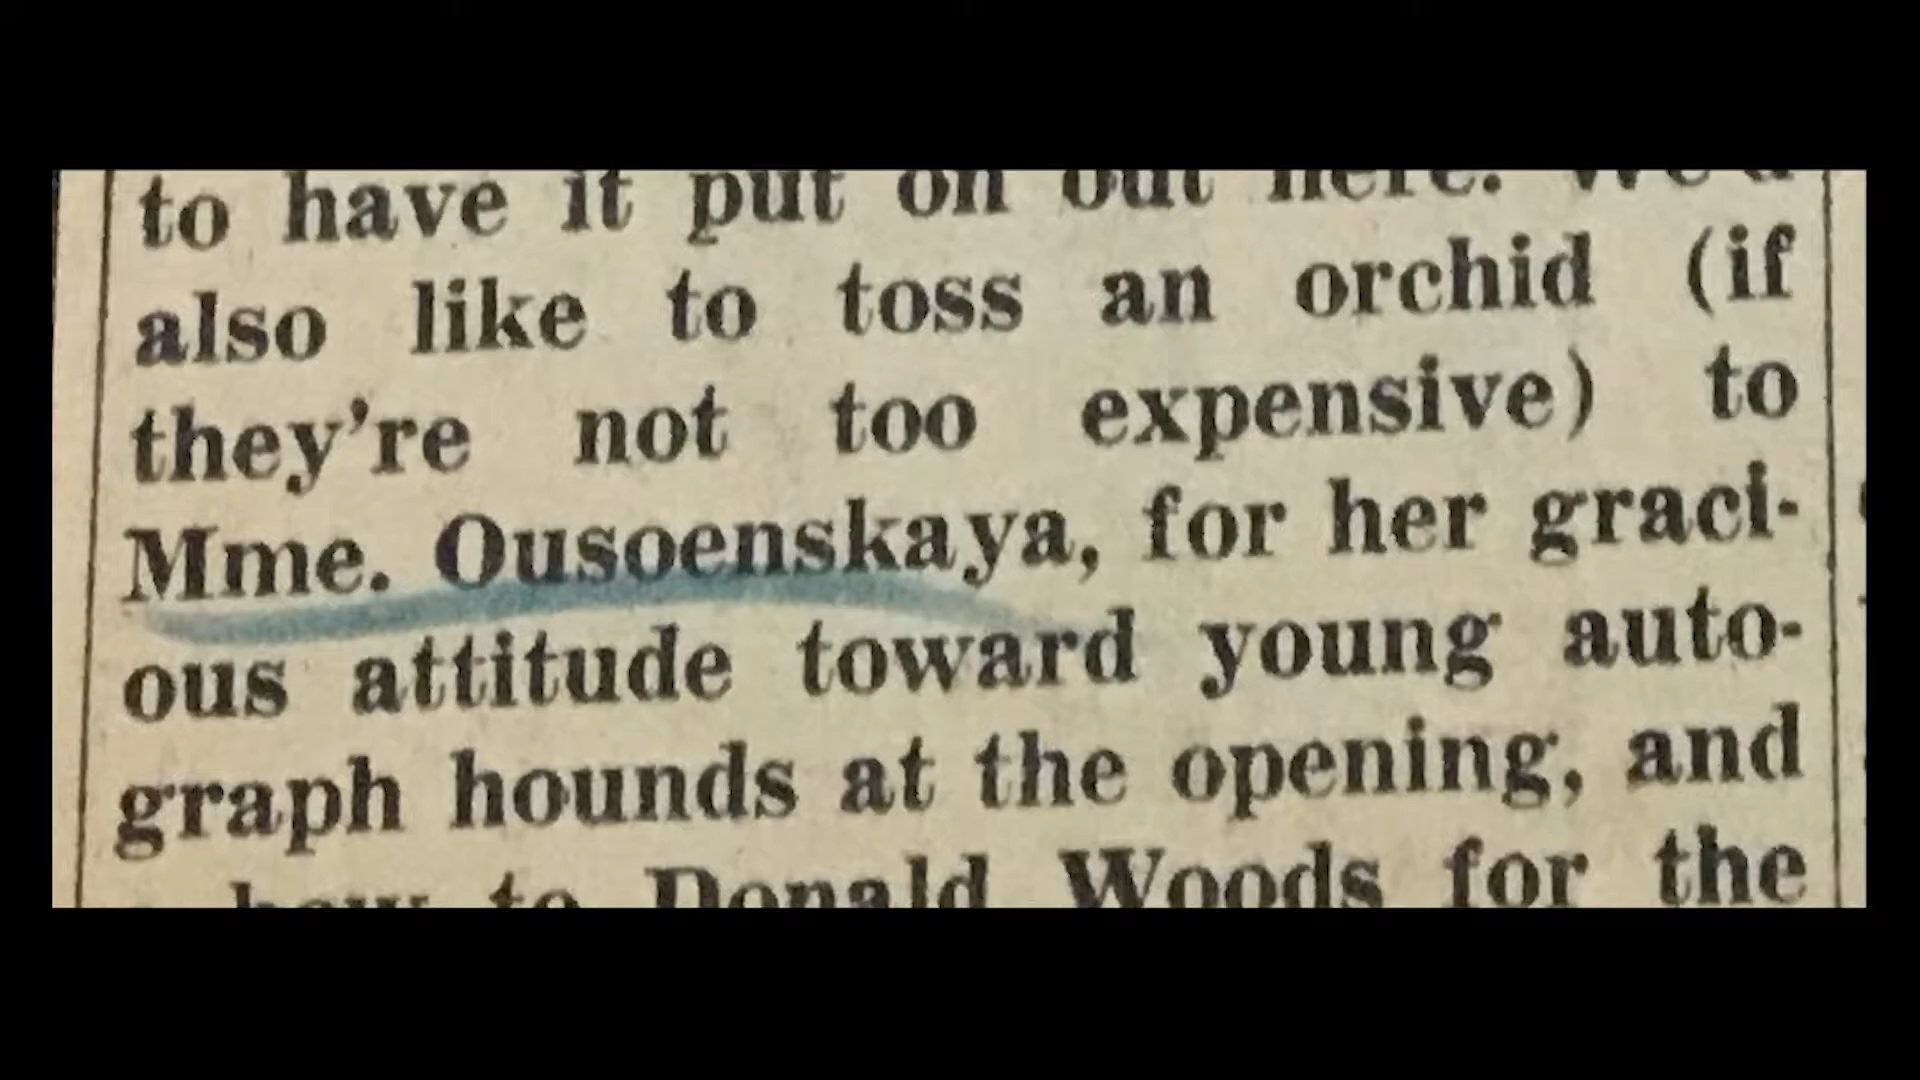 to have it put on out here. We'd
also like to toss an orchid (if
they're not too expensive) to
Mme. Ousoenskaya, for her graci-
ous attitude toward young auto-
graph hounds at the opening, and
bow to Donald Woods for the